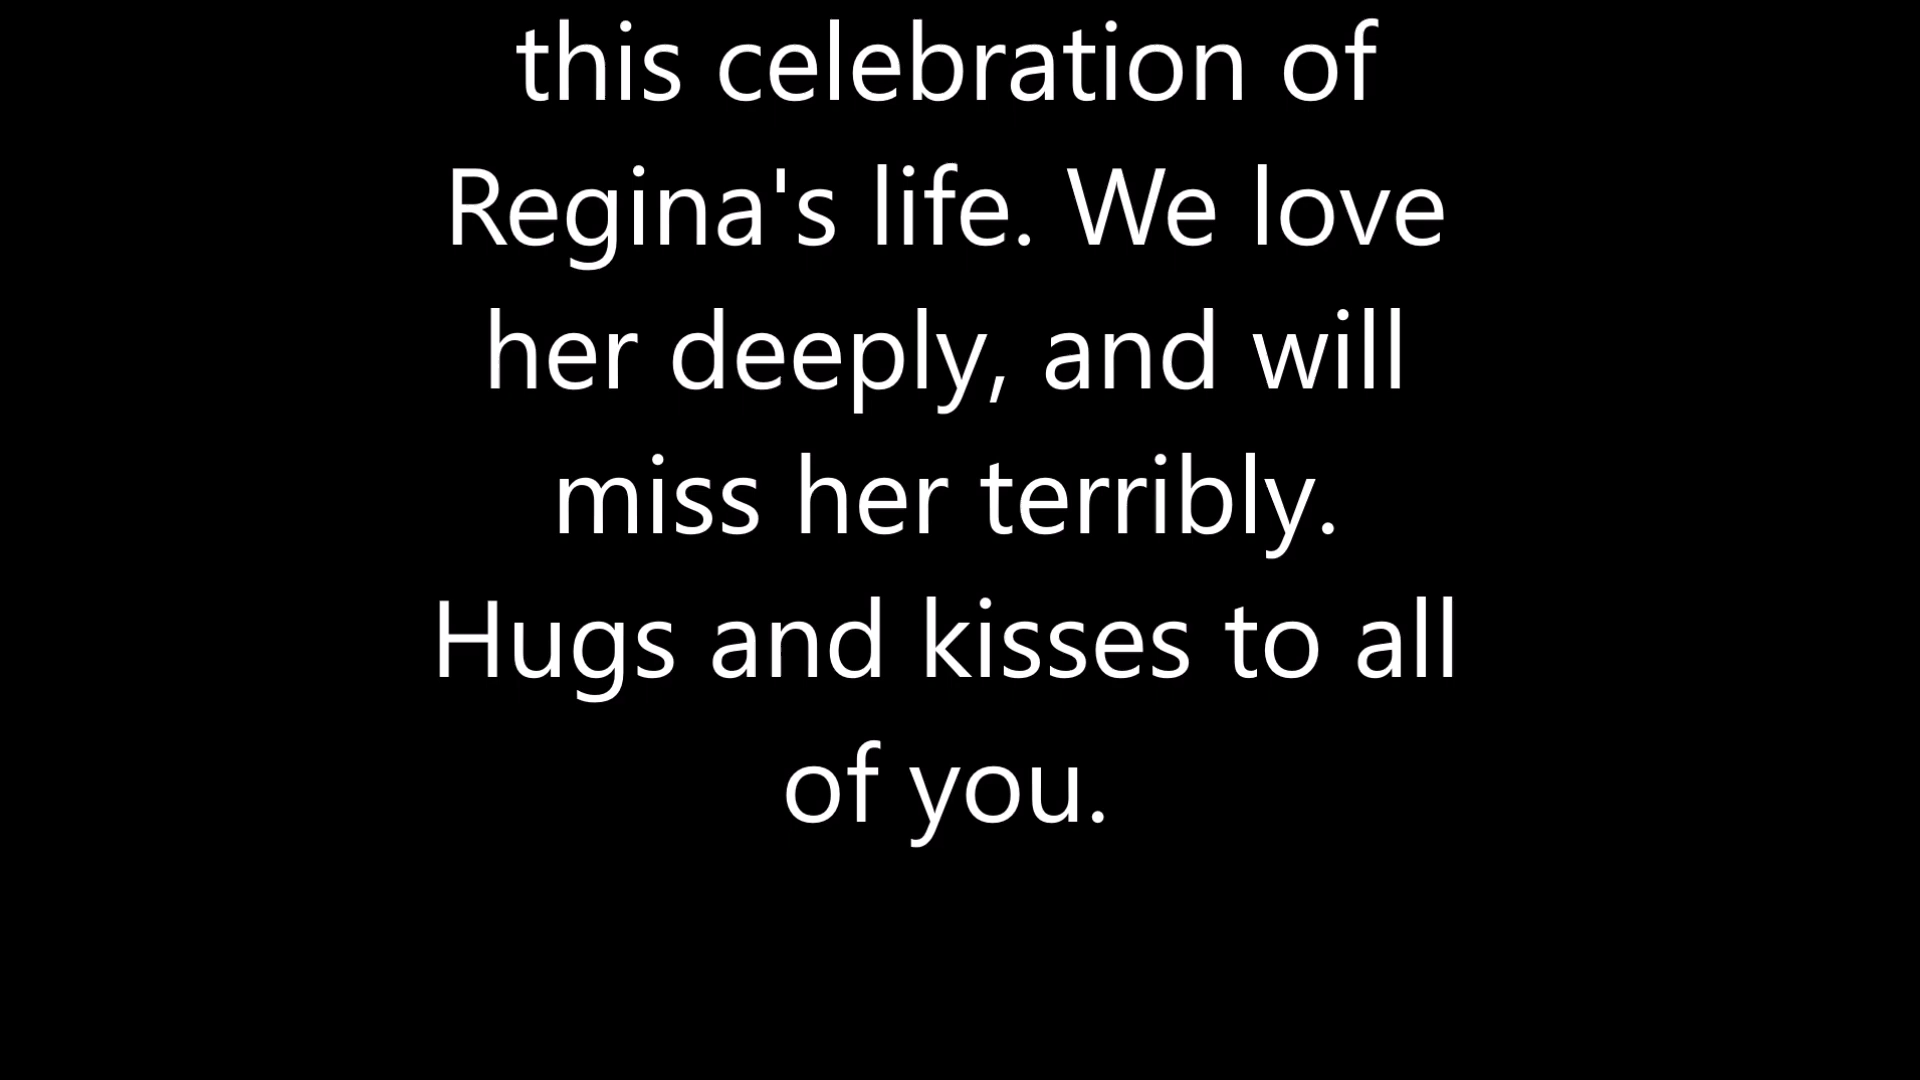 this celebration of
Regina's life. We love
her deeply, and will
miss her terribly.
Hugs and kisses to all
of you.